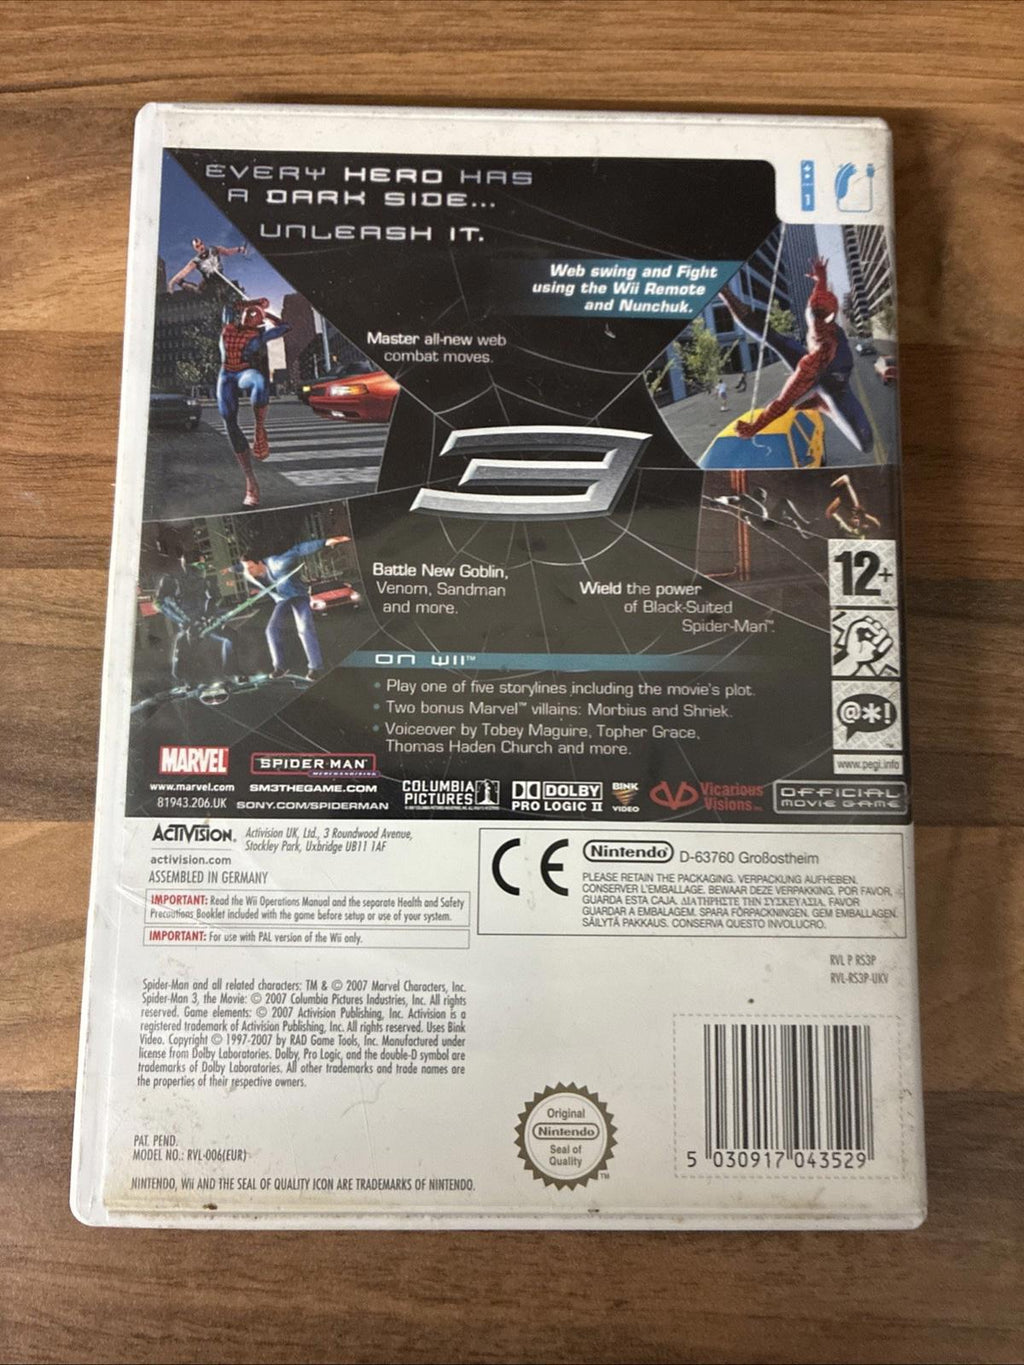 EVERY HERO HAS
A DARK SIDE...
UNLEASH IT.
1
Web swing and Fight
using the Wii Remote
and Nunchuk.
Master all-new web
combat moves.
3
Battle New Goblin,
Venom, Sandman
and more.
Wield the power
of Black-Suited
Spider-Man™.
12+
@*!
www.pegi.info
ON Wii™
• Play one of five storylines including the movie's plot.
• Two bonus Marvel™ villains: Morbius and Shriek.
• Voiceover by Tobey Maguire, Topher Grace,
Thomas Haden Church and more.
MARVEL
www.marvel.com
81943.206.UK
SPIDER-MAN
MERCHANDISING
SM3THEGAME.COM
SONY.COM/SPIDERMAN
COLUMBIA
PICTURES
DOLBY
PRO LOGIC II
BINK
VIDEO
Vicarious
Visions
OFFICIAL
MOVIE GAME
ACTIVISION.
Activision UK, Ltd., 3 Roundwood Avenue,
Stockley Park, Uxbridge UB11 1AF
activision.com
ASSEMBLED IN GERMANY
IMPORTANT: Read the Wii Operations Manual and the separate Health and Safety
Precautions Booklet included with the game before setup or use of your system.
IMPORTANT: For use with PAL version of the Wii only.
CE
Nintendo D-63760 Großostheim
PLEASE RETAIN THE PACKAGING. VERPACKUNG AUFHEBEN.
CONSERVER L'EMBALLAGE. BEWAAR DEZE VERPAKKING. POR FAVOR,
GUARDA ESTA CAJA. ΔΙΑΤΗΡΗΣΤΕ ΤΗΝ ΣΥΣΚΕΥΑΣΙΑ. FAVOR
GUARDAR A EMBALAGEM. SPARA FÖRPACKNINGEN. GEM EMBALLAGEN.
SÄILYTÄ PAKKAUS. CONSERVA QUESTO INVOLUCRO.
RVL P RS3P
RVL-RS3P-UKV
Spider-Man and all related characters: TM & © 2007 Marvel Characters, Inc.
Spider-Man 3, the Movie: © 2007 Columbia Pictures Industries, Inc. All rights
reserved. Game elements: © 2007 Activision Publishing, Inc. Activision is a
registered trademark of Activision Publishing, Inc. All rights reserved. Uses Bink
Video. Copyright © 1997-2007 by RAD Game Tools, Inc. Manufactured under
license from Dolby Laboratories. Dolby, Pro Logic, and the double-D symbol are
trademarks of Dolby Laboratories. All other trademarks and trade names are
the properties of their respective owners.
PAT. PEND.
MODEL NO.: RVL-006(EUR)
NINTENDO, Wii AND THE SEAL OF QUALITY ICON ARE TRADEMARKS OF NINTENDO.
Original
Nintendo
Seal of
Quality
TM
5 030917 043529